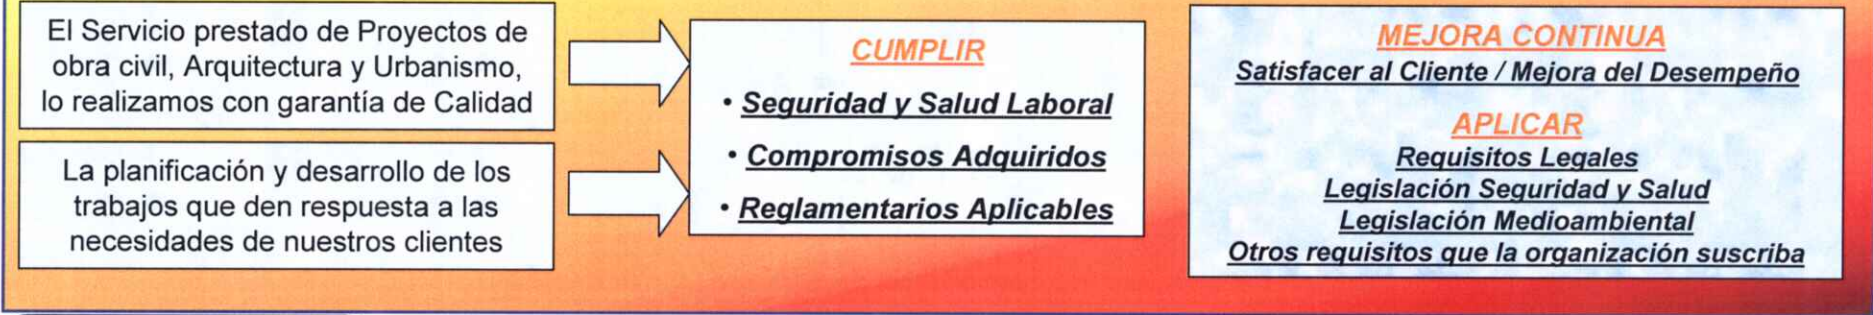 El Servicio prestado de Proyectos de
obra civil, Arquitectura y Urbanismo,
lo realizamos con garantía de Calidad
La planificación y desarrollo de los
trabajos que den respuesta a las
necesidades de nuestros clientes
CUMPLIR
• Seguridad y Salud Laboral
• Compromisos Adquiridos
• Reglamentarios Aplicables
MEJORA CONTINUA
Satisfacer al Cliente / Mejora del Desempeño
APLICAR
Requisitos Legales
Legislación Seguridad y Salud
Legislación Medioambiental
Otros requisitos que la organización suscriba